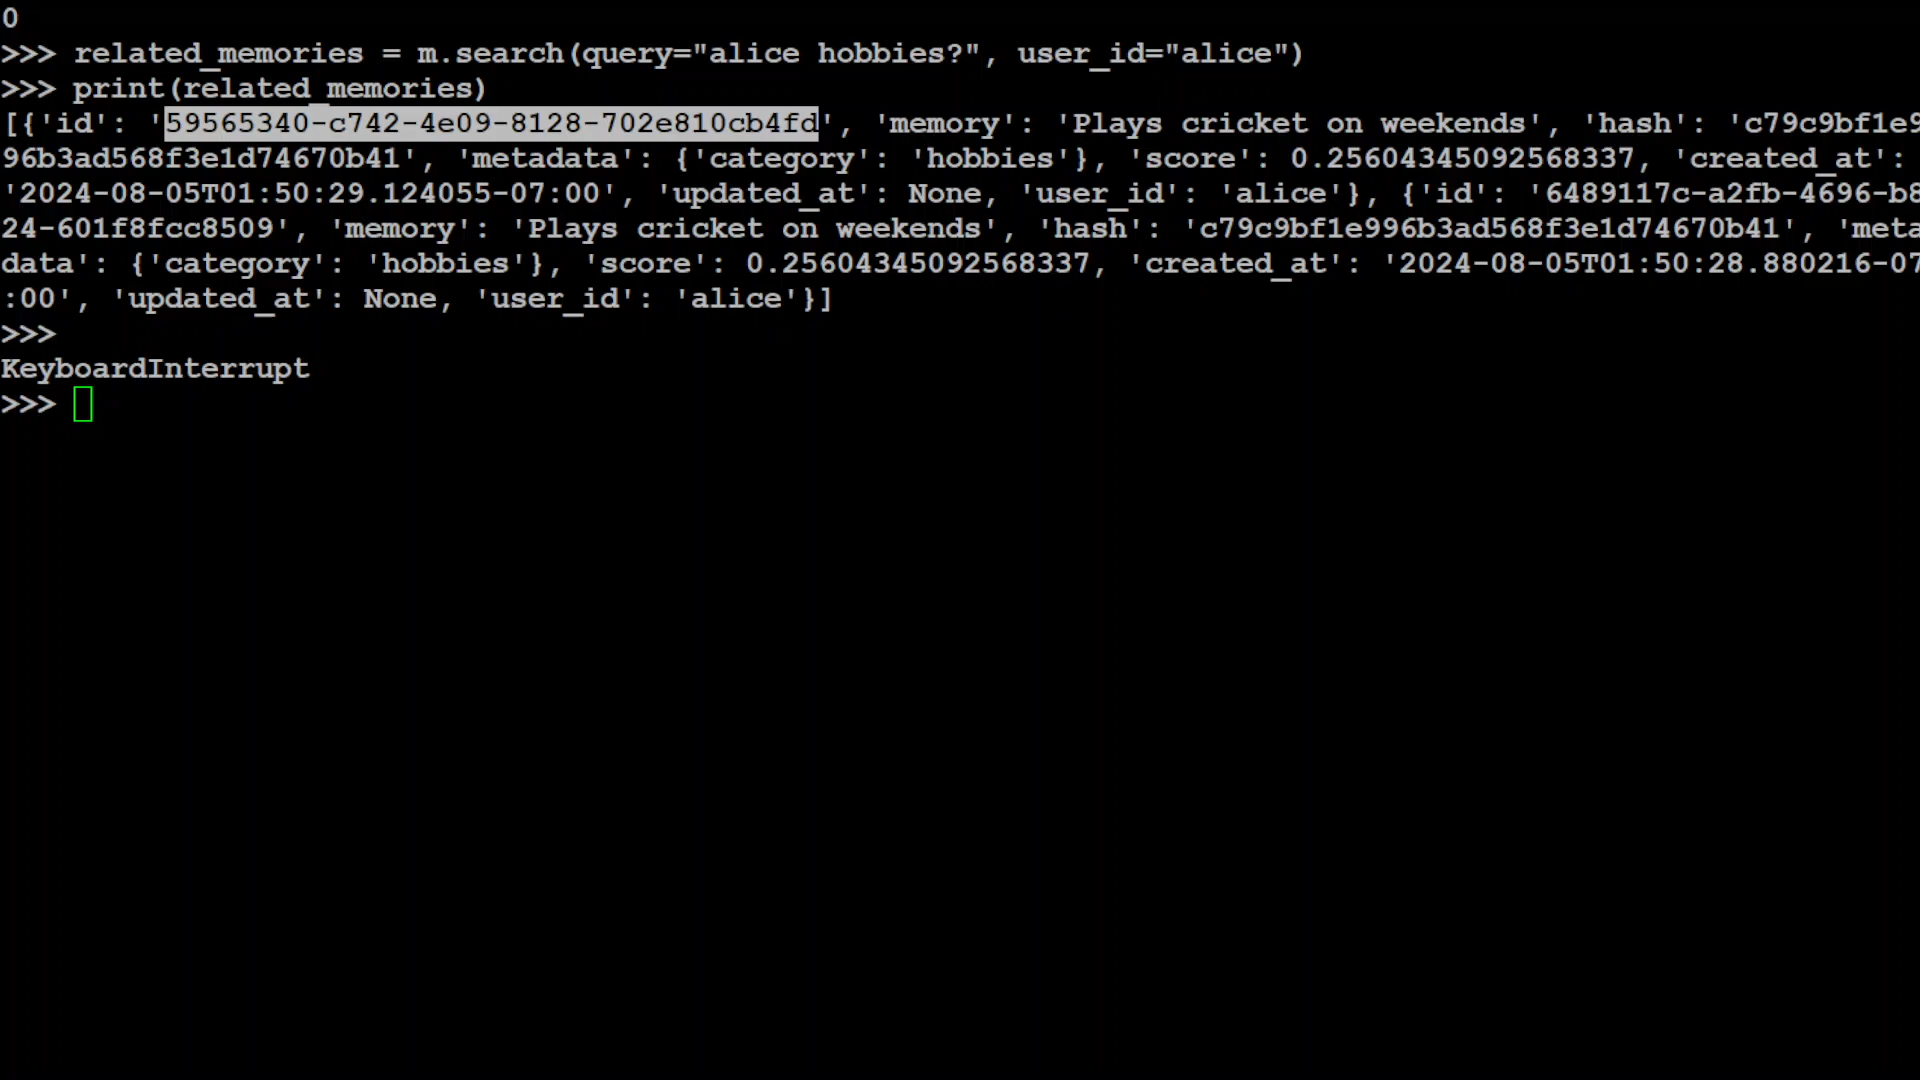 0
>>> related_memories = m.search(query="alice hobbies?", user_id="alice")
>>> print(related_memories)
[{'id': '59565340-c742-4e09-8128-702e810cb4fd', 'memory': 'Plays cricket on weekends', 'hash': 'c79c9bf1e9
96b3ad568f3e1d74670b41', 'metadata': {'category': 'hobbies'}, 'score': 0.25604345092568337, 'created_at':
'2024-08-05T01:50:29.124055-07:00', 'updated_at': None, 'user_id': 'alice'}, {'id': '6489117c-a2fb-4696-b8
24-601f8fcc8509', 'memory': 'Plays cricket on weekends', 'hash': 'c79c9bf1e996b3ad568f3e1d74670b41', 'meta
data': {'category': 'hobbies'}, 'score': 0.25604345092568337, 'created_at': '2024-08-05T01:50:28.880216-07
:00', 'updated_at': None, 'user_id': 'alice'}]
>>>
KeyboardInterrupt
>>>